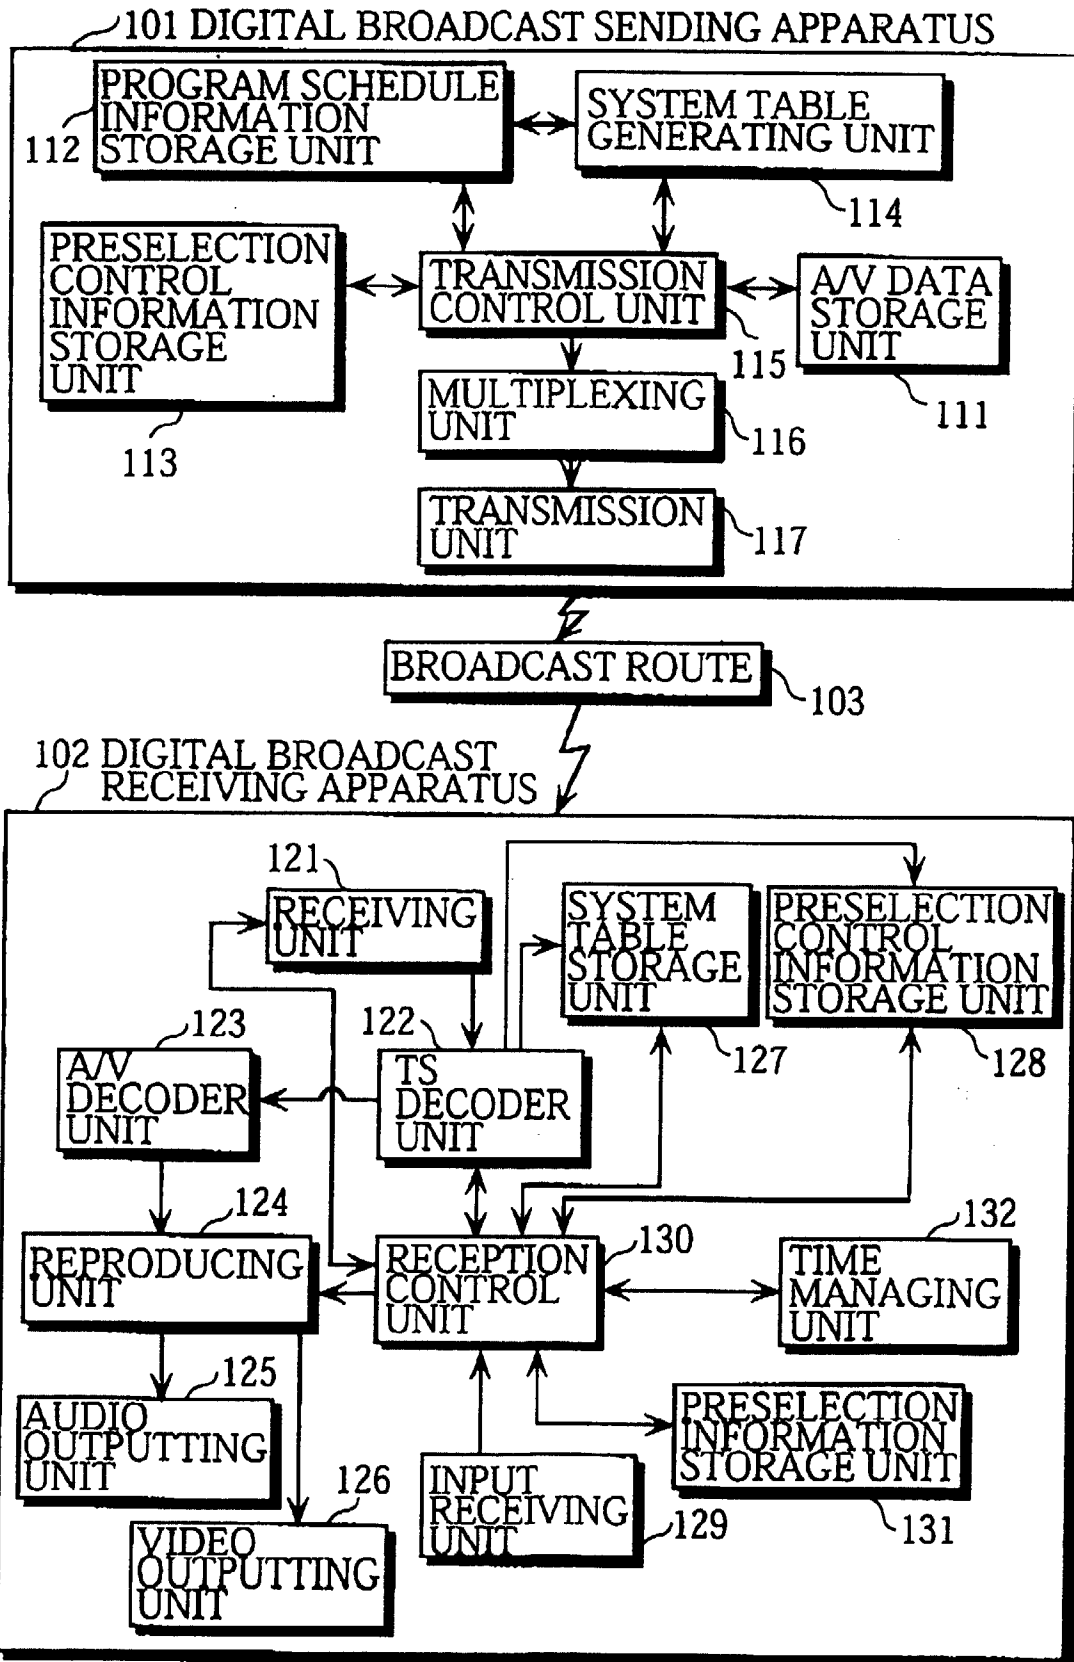 101 DIGITAL BROADCAST SENDING APPARATUS
PROGRAM SCHEDULE
INFORMATION
STORAGE UNIT
112
SYSTEM TABLE
GENERATING UNIT
114
PRESELECTION
CONTROL
INFORMATION
STORAGE
UNIT
113
TRANSMISSION
CONTROL UNIT
115
A/V DATA
STORAGE
UNIT
111
MULTIPLEXING
UNIT
116
TRANSMISSION
UNIT
117
BROADCAST ROUTE
103
102 DIGITAL BROADCAST
RECEIVING APPARATUS
121
RECEIVING
UNIT
SYSTEM
TABLE
STORAGE
UNIT
127
PRESELECTION
CONTROL
INFORMATION
STORAGE UNIT
128
123
A/V
DECODER
UNIT
122
TS
DECODER
UNIT
124
REPRODUCING
UNIT
RECEPTION
CONTROL
UNIT
130
132
TIME
MANAGING
UNIT
125
AUDIO
OUTPUTTING
UNIT
126
VIDEO
OUTPUTTING
UNIT
INPUT
RECEIVING
UNIT
129
PRESELECTION
INFORMATION
STORAGE UNIT
131